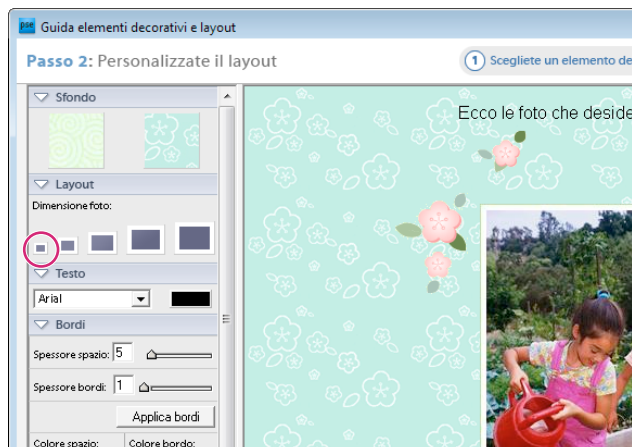 pse Guida elementi decorativi e layout
Passo 2: Personalizzate il layout
1 Scegliete un elemento de
Sfondo
Ecco le foto che deside
Layout
Dimensione foto:
Testo
Arial
Bordi
Spessore spazio: 5
Spessore bordi: 1
Applica bordi
Colore spazio: Colore bordo: